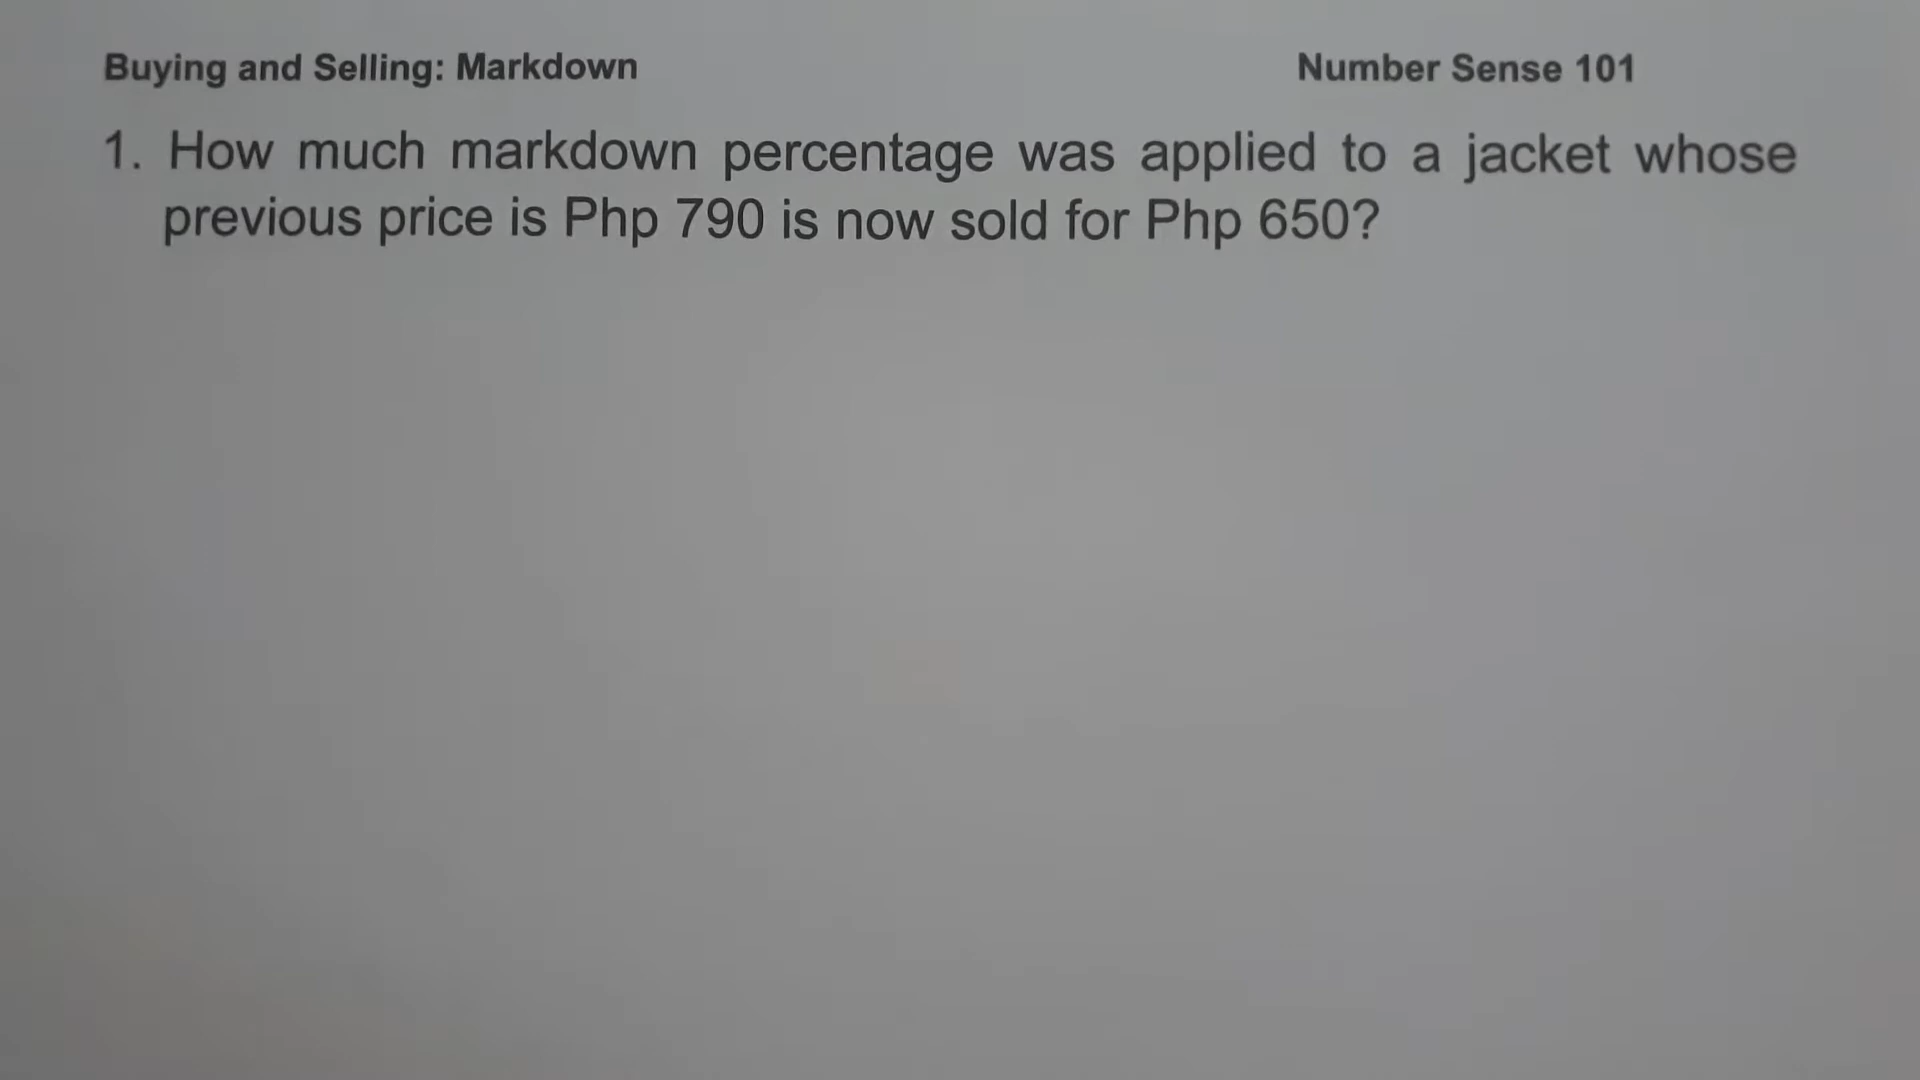 Buying and Selling: Markdown Number Sense 101
1. How much markdown percentage was applied to a jacket whose
previous price is Php 790 is now sold for Php 650?